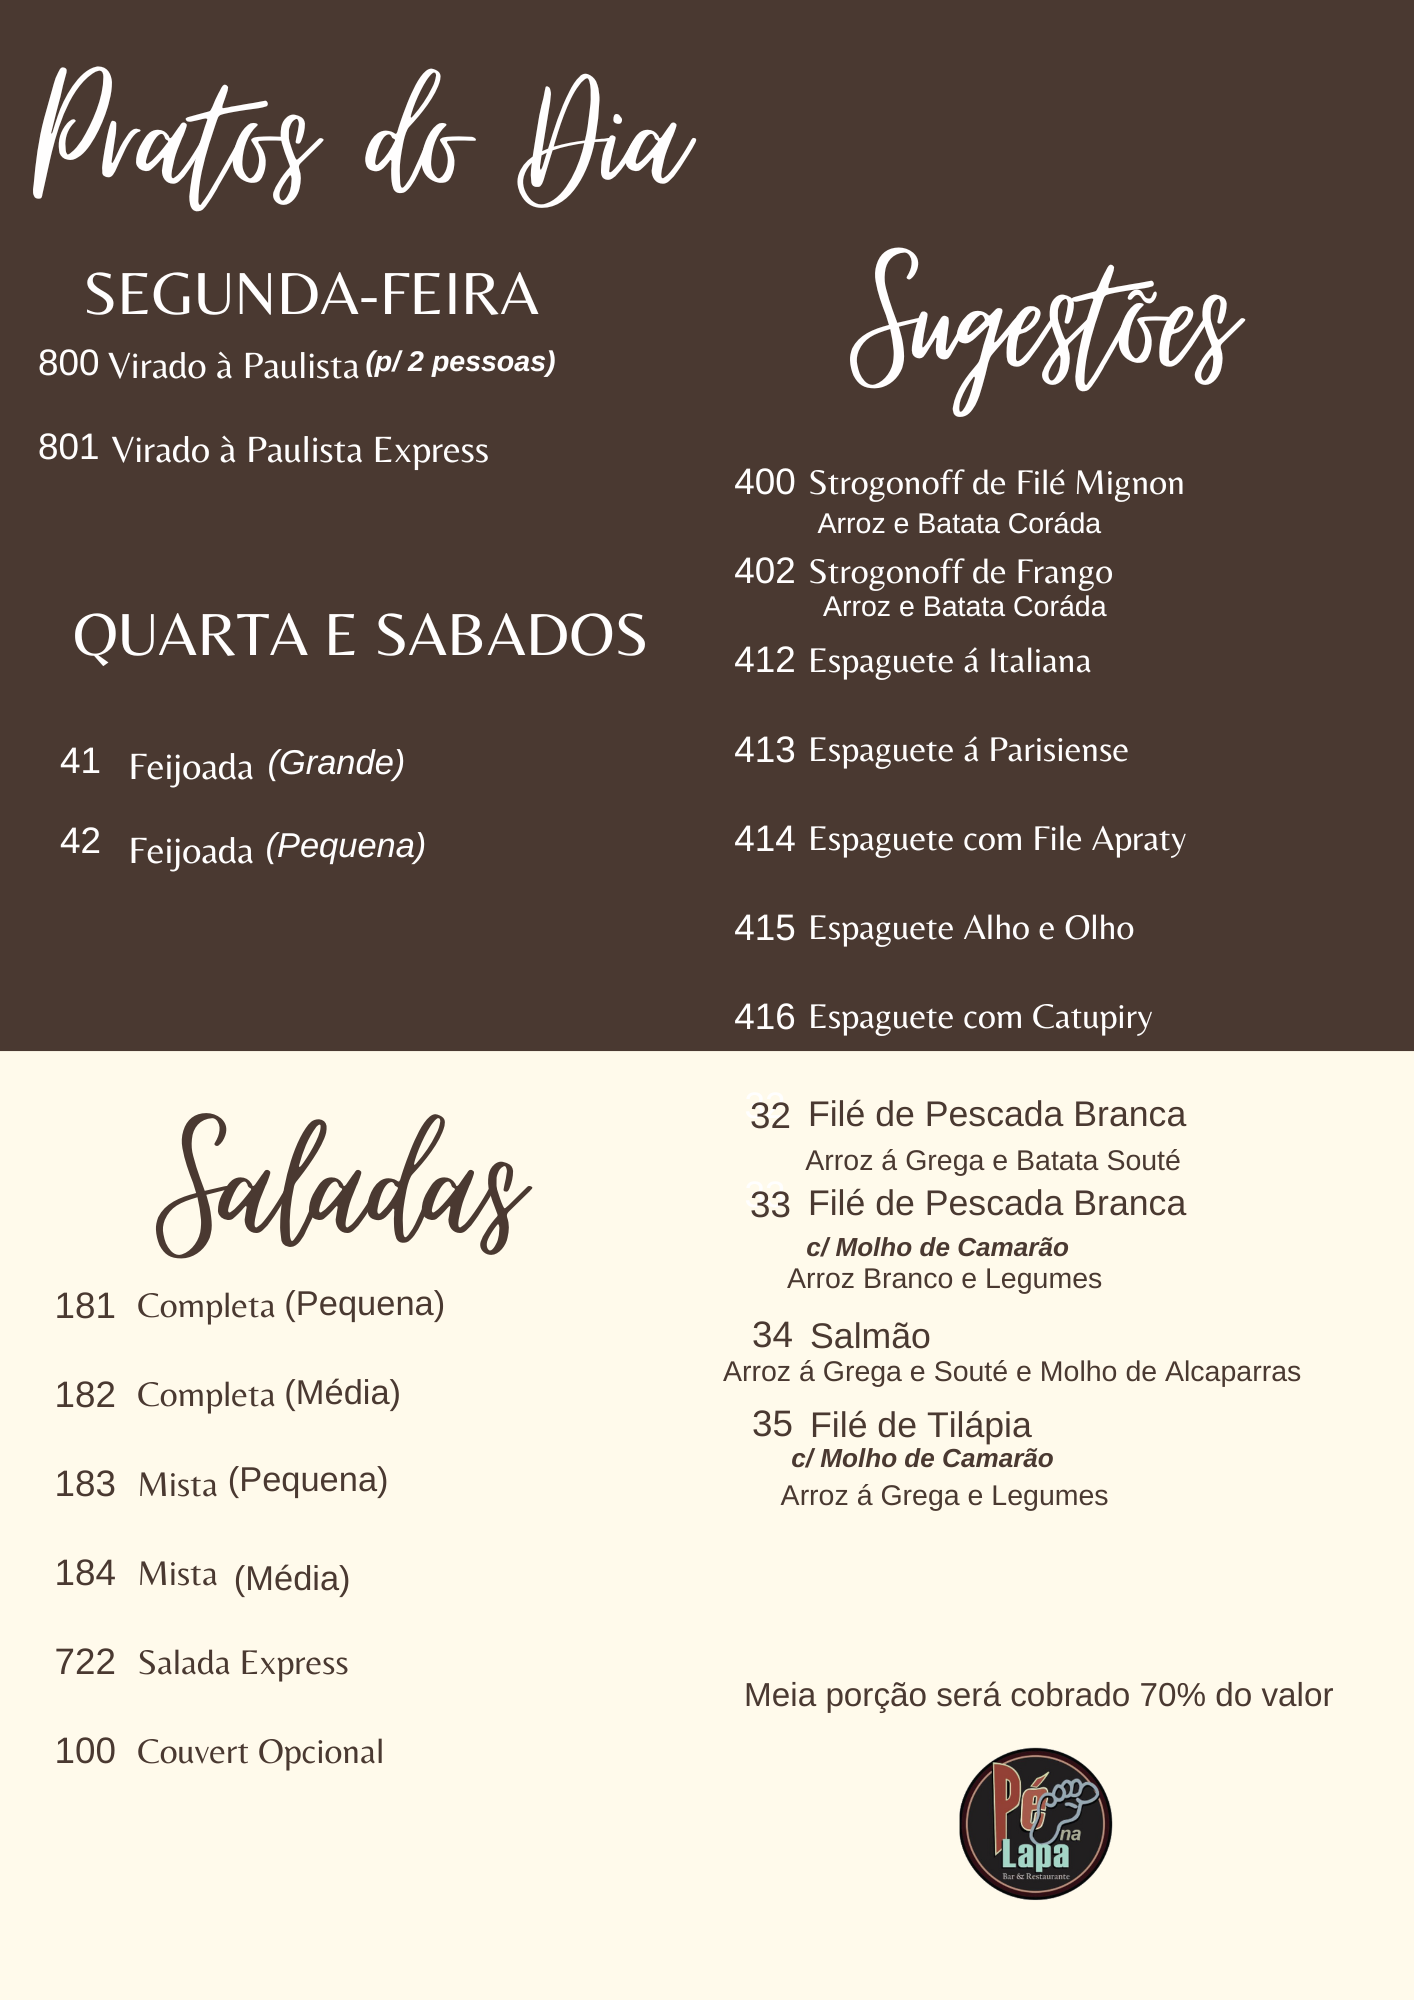 Pratos do Dia
SEGUNDA-FEIRA
800 Virado à Paulista (p/ 2 pessoas)
801 Virado à Paulista Express
QUARTA E SABADOS
41 Feijoada (Grande)
42 Feijoada (Pequena)
Sugestões
400 Strogonoff de Filé Mignon
Arroz e Batata Coráda
402 Strogonoff de Frango
Arroz e Batata Coráda
412 Espaguete á Italiana
413 Espaguete á Parisiense
414 Espaguete com File Apraty
415 Espaguete Alho e Olho
416 Espaguete com Catupiry
Saladas
181 Completa (Pequena)
182 Completa (Média)
183 Mista (Pequena)
184 Mista (Média)
722 Salada Express
100 Couvert Opcional
32 Filé de Pescada Branca
Arroz á Grega e Batata Souté
33 Filé de Pescada Branca
c/ Molho de Camarão
Arroz Branco e Legumes
34 Salmão
Arroz á Grega e Souté e Molho de Alcaparras
35 Filé de Tilápia
c/ Molho de Camarão
Arroz á Grega e Legumes
Meia porção será cobrado 70% do valor
Pé
na
Lapa
Bar & Restaurante